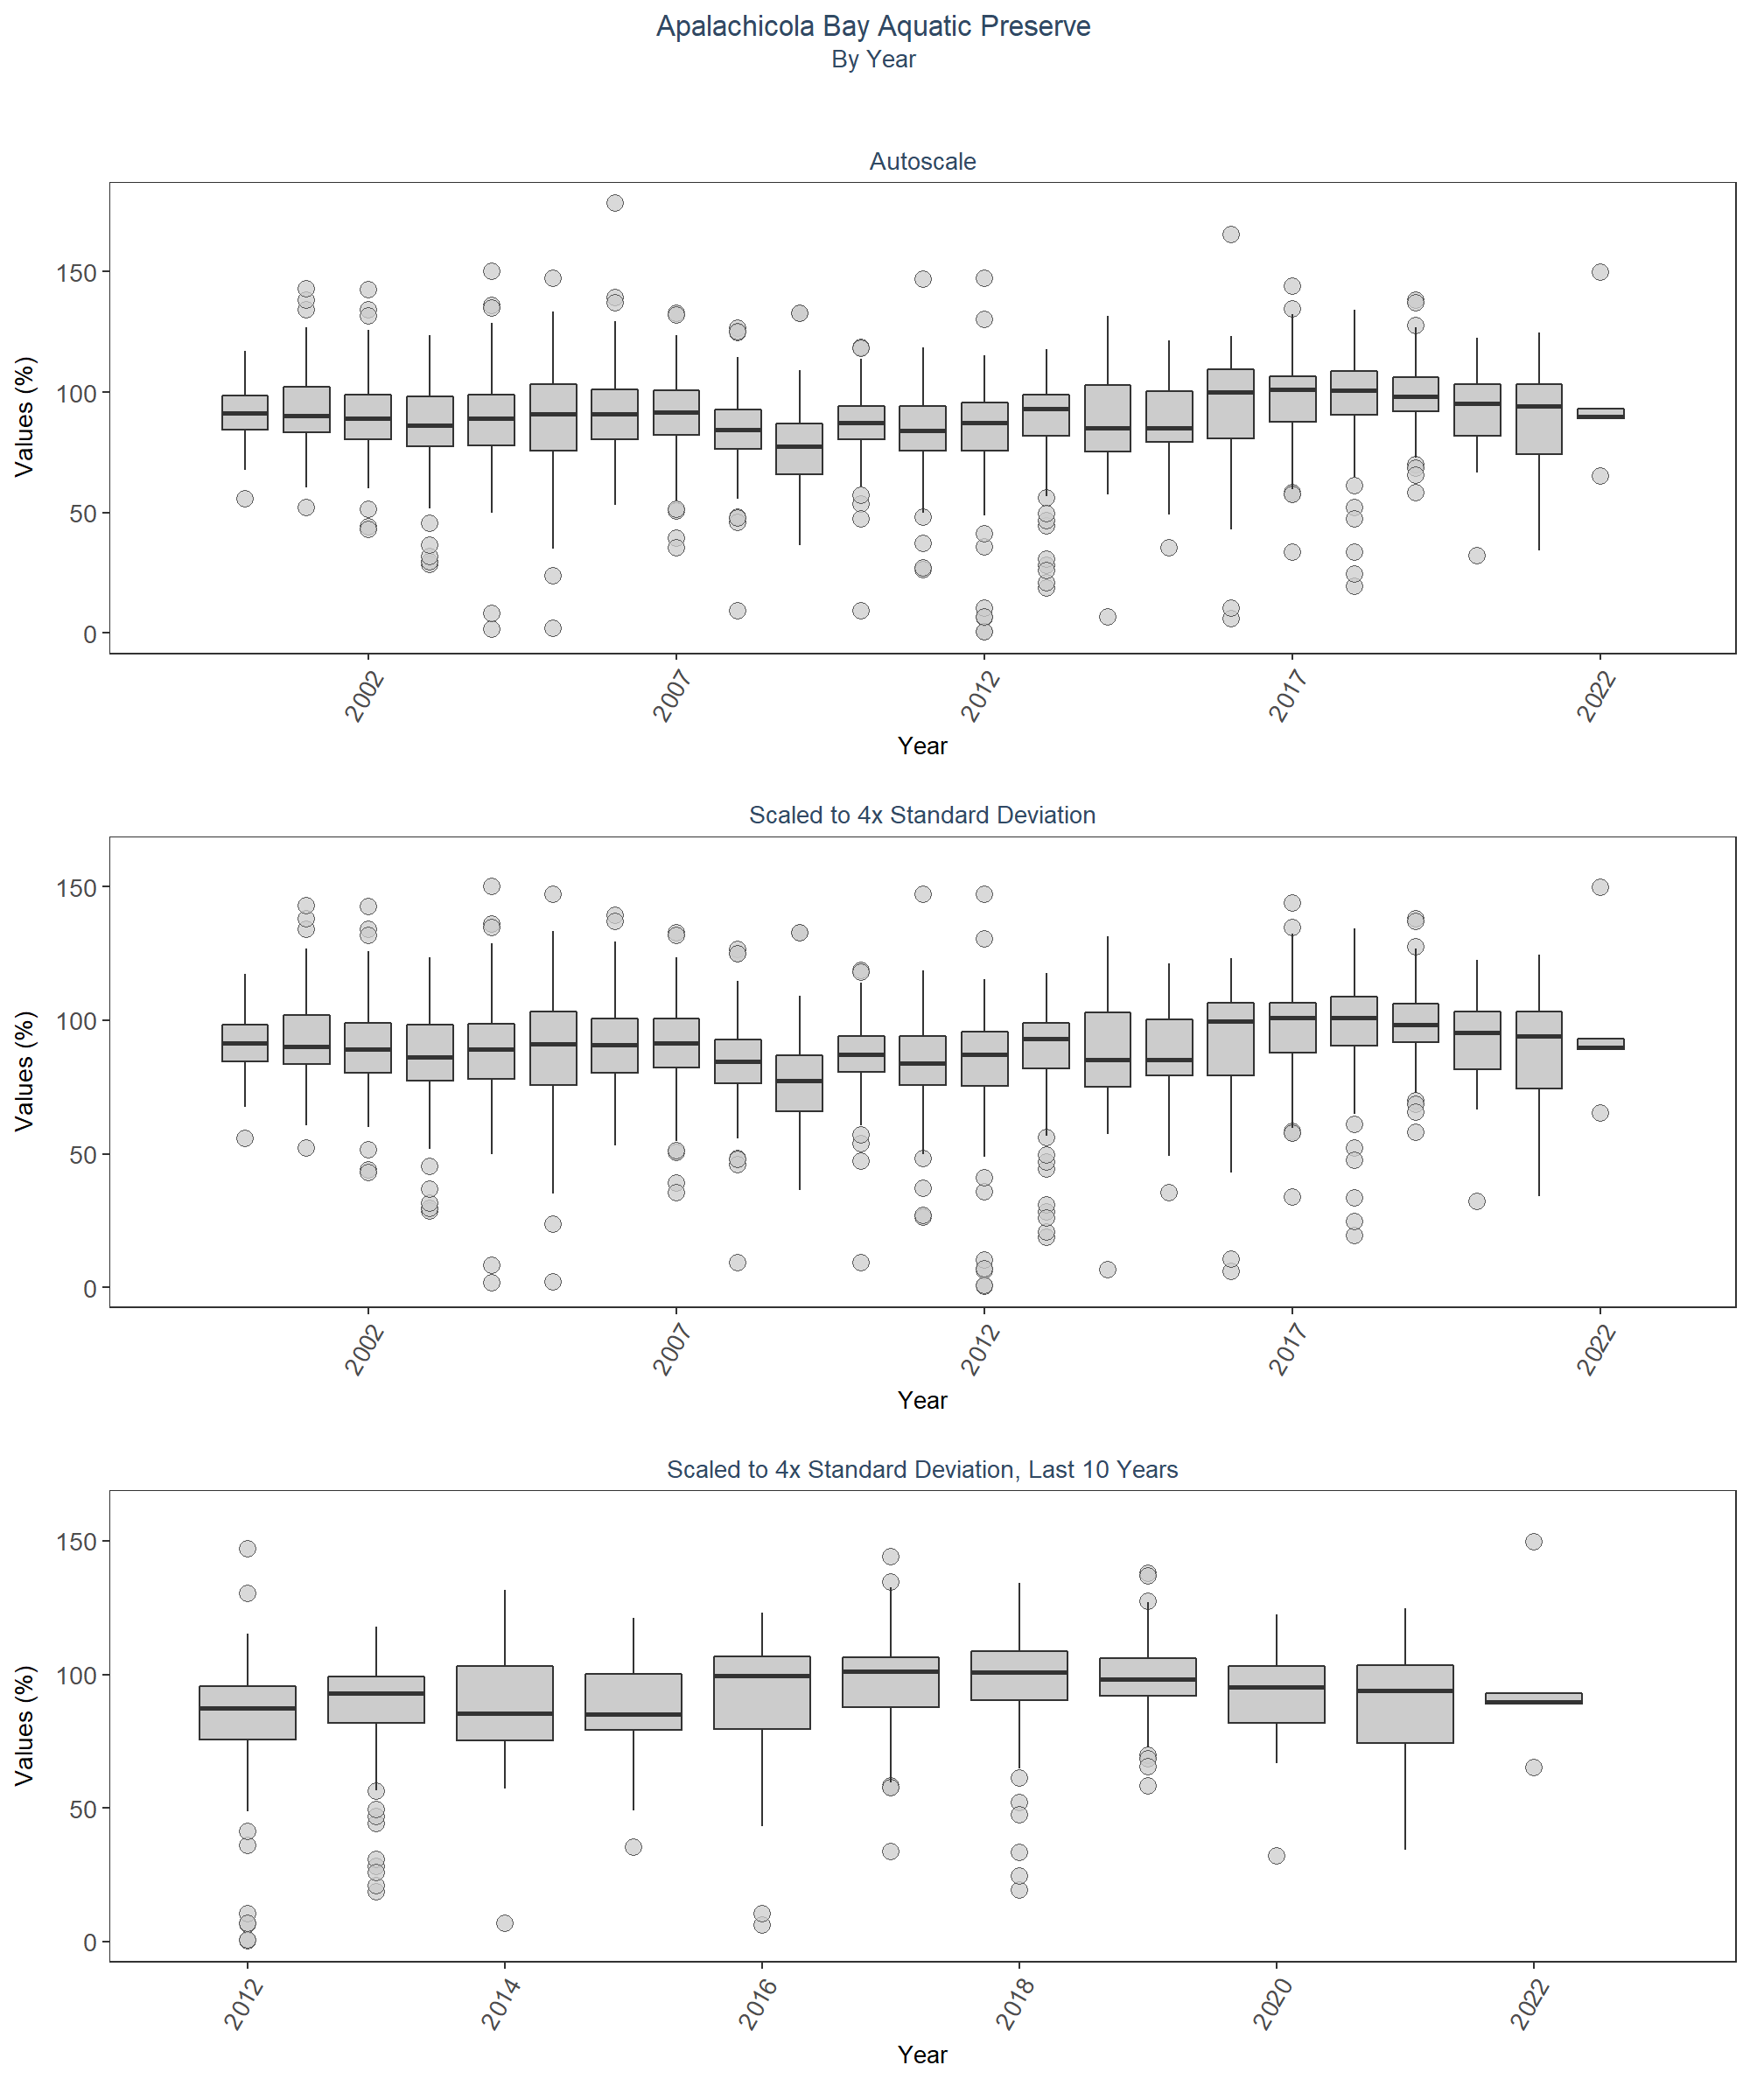 Apalachicola Bay Aquatic Preserve
By Year
Autoscale
Values (%)
150
100
50
0
2002 2007 2012 2017 2022
Year
Scaled to 4x Standard Deviation
Values (%)
150
100
50
0
2002 2007 2012 2017 2022
Year
Scaled to 4x Standard Deviation, Last 10 Years
Values (%)
150
100
50
0
2012 2014 2016 2018 2020 2022
Year